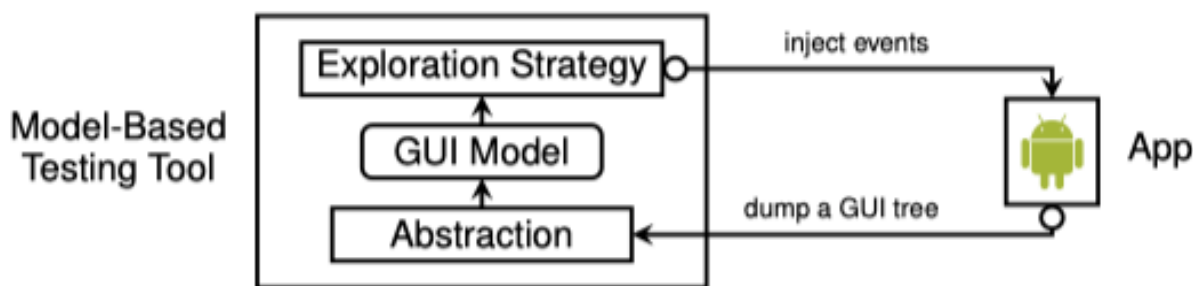 Exploration Strategy
inject events
Model-Based
Testing Tool
GUI Model
App
dump a GUI tree
Abstraction